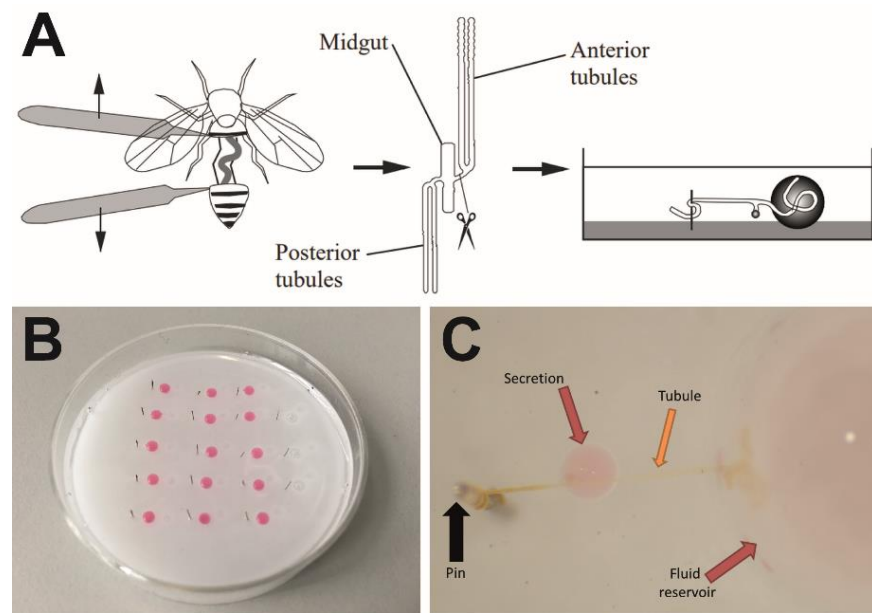 A
Midgut
Anterior
tubules
Posterior
tubules
B
C
Secretion
Tubule
Pin
Fluid
reservoir